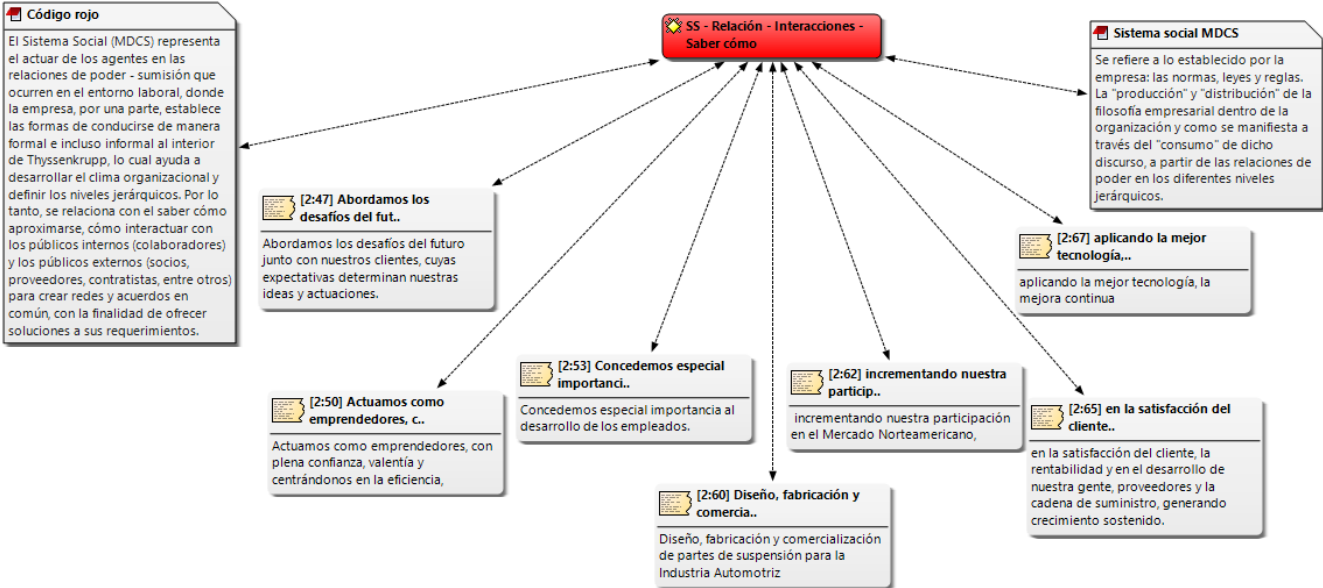 Código rojo
El Sistema Social (MDCS) representa
el actuar de los agentes en las
relaciones de poder - sumisión que
ocurren en el entorno laboral, donde
la empresa, por una parte, establece
las formas de conducirse de manera
formal e incluso informal al interior
de Thyssenkrupp, lo cual ayuda a
desarrollar el clima organizacional y
definir los niveles jerárquicos. Por lo
tanto, se relaciona con el saber cómo
aproximarse, cómo interactuar con
los públicos internos (colaboradores)
y los públicos externos (socios,
proveedores, contratistas, entre otros)
para crear redes y acuerdos en
común, con la finalidad de ofrecer
soluciones a sus requerimientos.
SS - Relación - Interacciones -
Saber cómo
Sistema social MDCS
Se refiere a lo establecido por la
empresa: las normas, leyes y reglas.
La "producción" y "distribución" de la
filosofía empresarial dentro de la
organización y como se manifiesta a
través del "consumo" de dicho
discurso, a partir de las relaciones de
poder en los diferentes niveles
jerárquicos.
[2:47] Abordamos los
desafíos del fut..
Abordamos los desafíos del futuro
junto con nuestros clientes, cuyas
expectativas determinan nuestras
ideas y actuaciones.
[2:67] aplicando la mejor
tecnología,..
aplicando la mejor tecnología, la
mejora continua
[2:50] Actuamos como
emprendedores, c..
Actuamos como emprendedores, con
plena confianza, valentía y
centrándonos en la eficiencia,
[2:53] Concedemos especial
importanci..
Concedemos especial importancia al
desarrollo de los empleados.
[2:62] incrementando nuestra
particip..
incrementando nuestra participación
en el Mercado Norteamericano,
[2:65] en la satisfacción del
cliente..
en la satisfacción del cliente, la
rentabilidad y en el desarrollo de
nuestra gente, proveedores y la
cadena de suministro, generando
crecimiento sostenido.
[2:60] Diseño, fabricación y
comercia..
Diseño, fabricación y comercialización
de partes de suspensión para la
Industria Automotriz